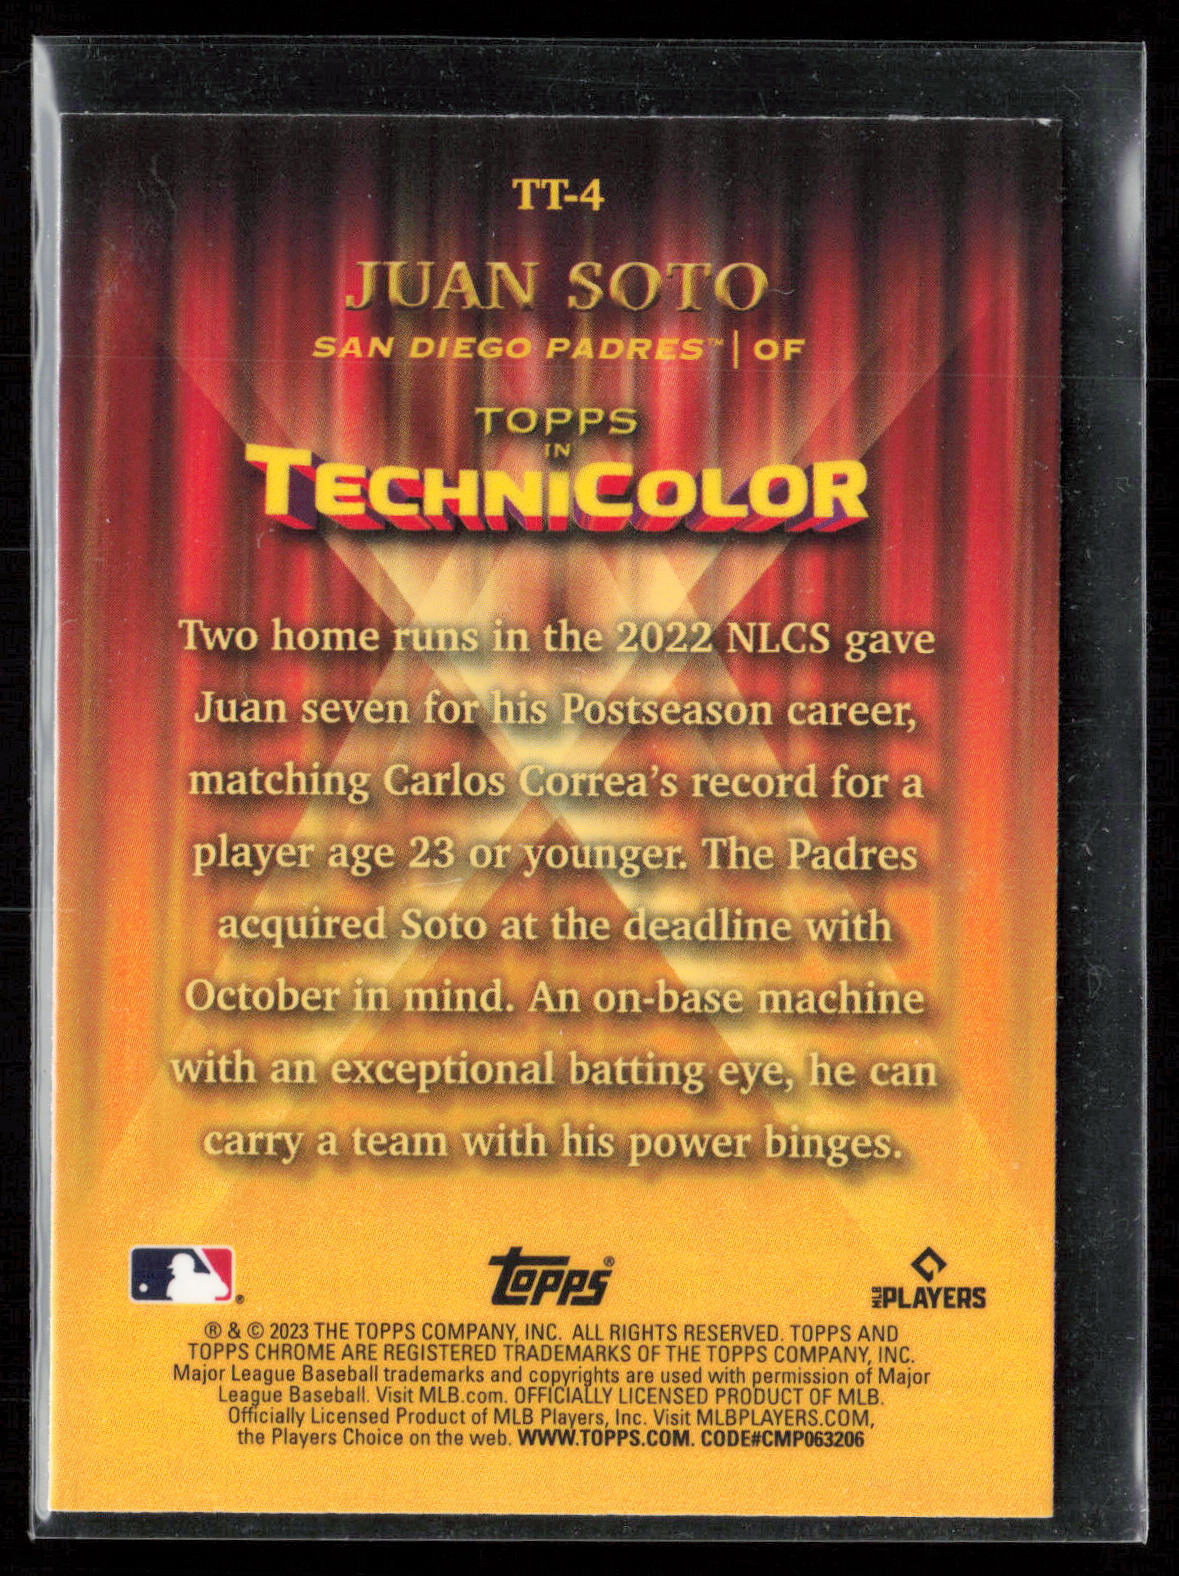 TT-4
JUAN SOTO
SAN DIEGO PADRES™ | OF
TOPPS
IN
TECHNICOLOR
Two home runs in the 2022 NLCS gave
Juan seven for his Postseason career,
matching Carlos Correa's record for a
player age 23 or younger. The Padres
acquired Soto at the deadline with
October in mind. An on-base machine
with an exceptional batting eye, he can
carry a team with his power binges.
Topps®
MLB PLAYERS
® & © 2023 THE TOPPS COMPANY, INC. ALL RIGHTS RESERVED. TOPPS AND
TOPPS CHROME ARE REGISTERED TRADEMARKS OF THE TOPPS COMPANY, INC.
Major League Baseball trademarks and copyrights are used with permission of Major
League Baseball. Visit MLB.com. OFFICIALLY LICENSED PRODUCT OF MLB.
Officially Licensed Product of MLB Players, Inc. Visit MLBPLAYERS.COM,
the Players Choice on the web. WWW.TOPPS.COM. CODE#CMP063206